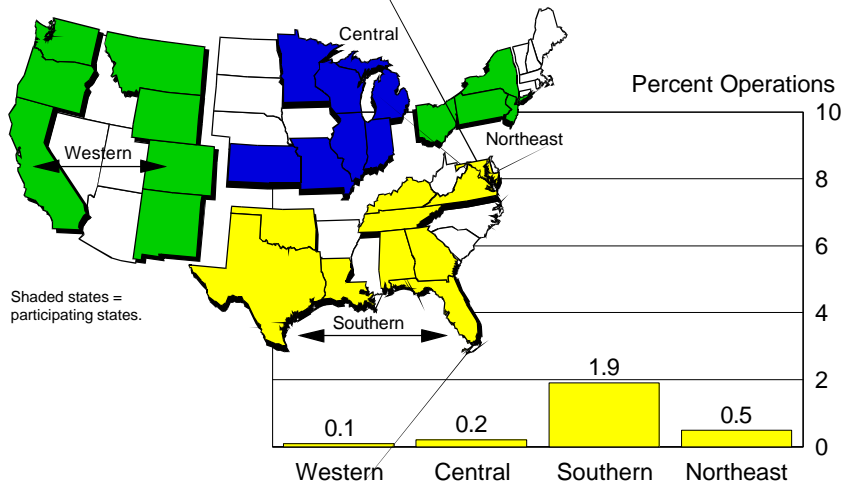 Central
Percent Operations
10
Northeast
Western
8
6
Shaded states =
participating states.
4
Southern
1.9
2
0.1
0.2
0.5
0
Western
Central
Southern
Northeast